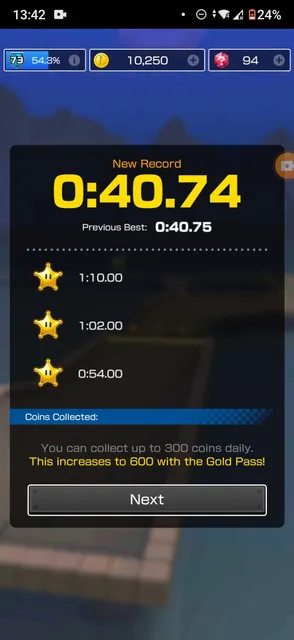 13:42
24%
73 54.3% i
10,250
94
New Record
0:40.74
Previous Best: 0:40.75
1:10.00
1:02.00
0:54.00
Coins Collected:
You can collect up to 300 coins daily.
This increases to 600 with the Gold Pass!
Next